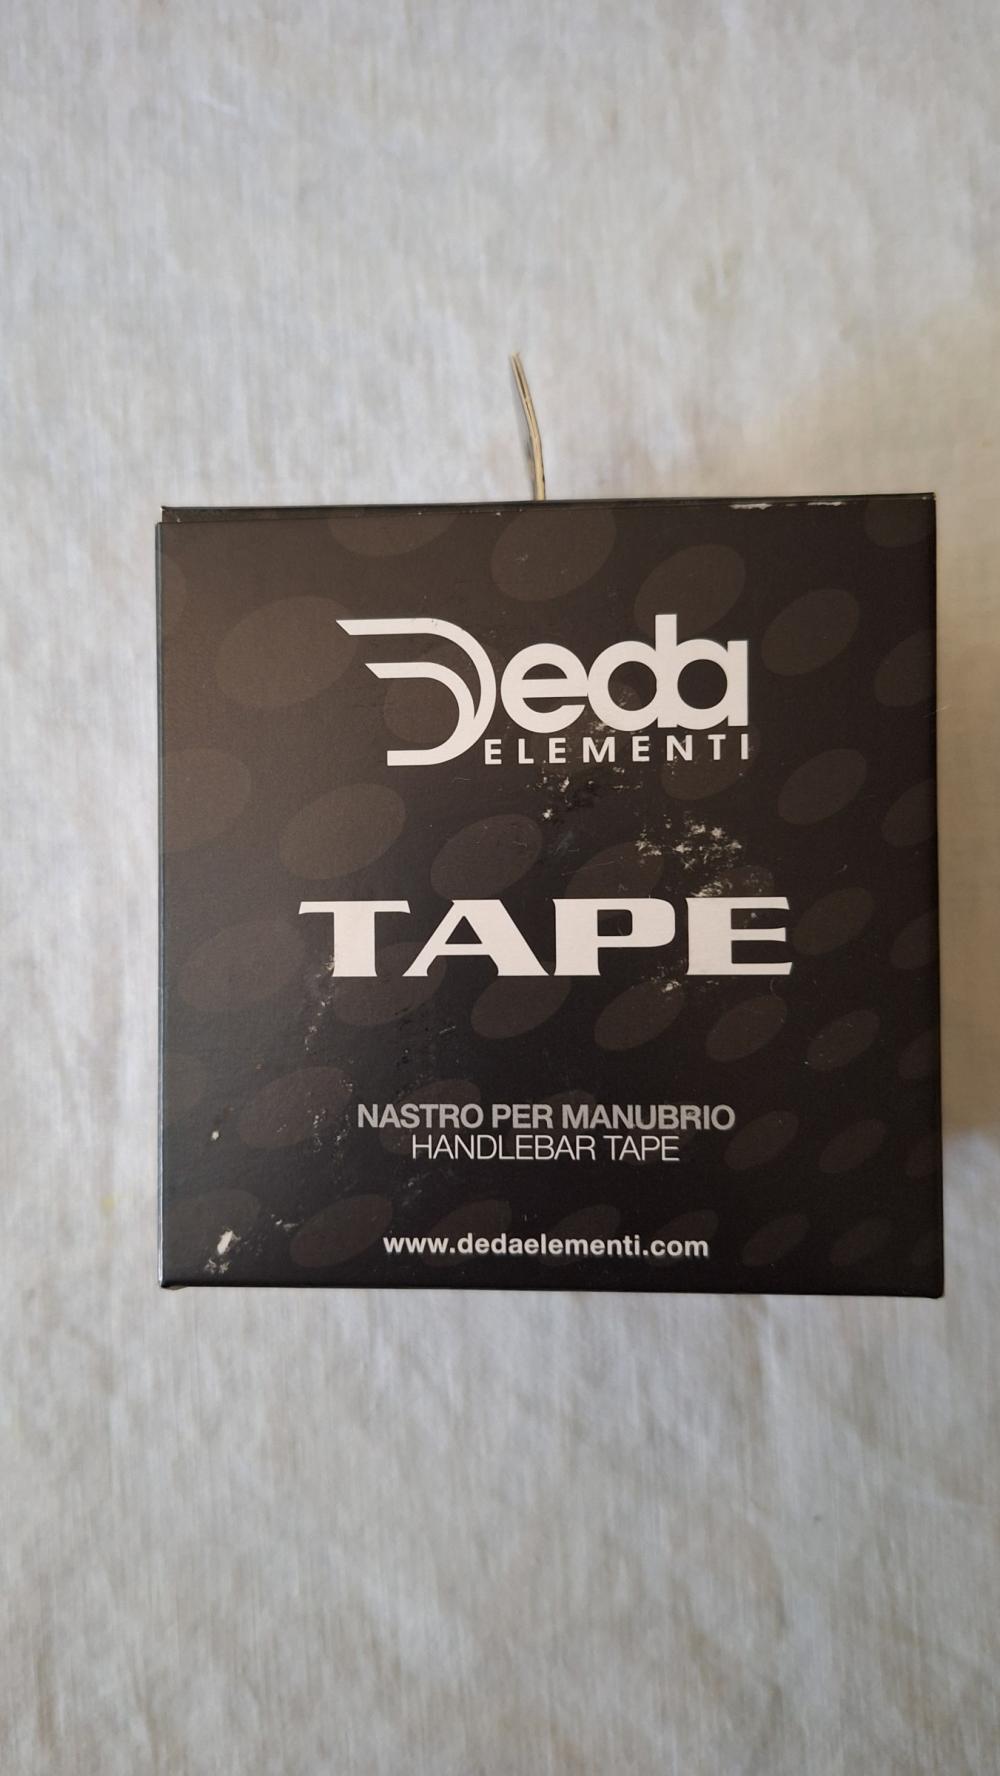 Deda
ELEMENTI
TAPE
NASTRO PER MANUBRIO
HANDLEBAR TAPE
www.dedaelementi.com